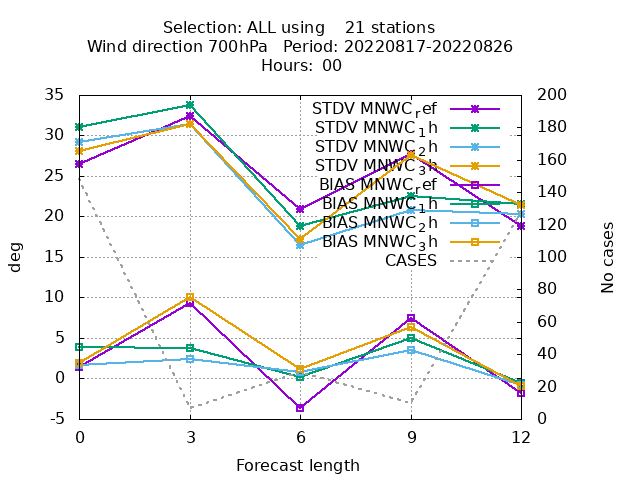 Selection: ALL using 21 stations
Wind direction 700hPa Period: 20220817-20220826
Hours: 00
35
30
25
20
15
10
5
0
-5
deg
STDV MNWC_ref
STDV MNWC_1h
STDV MNWC_2h
STDV MNWC_3h
BIAS MNWC_ref
BIAS MNWC_1h
BIAS MNWC_2h
BIAS MNWC_3h
CASES
200
180
160
140
120
100
80
60
40
20
0
No cases
0 3 6 9 12
Forecast length